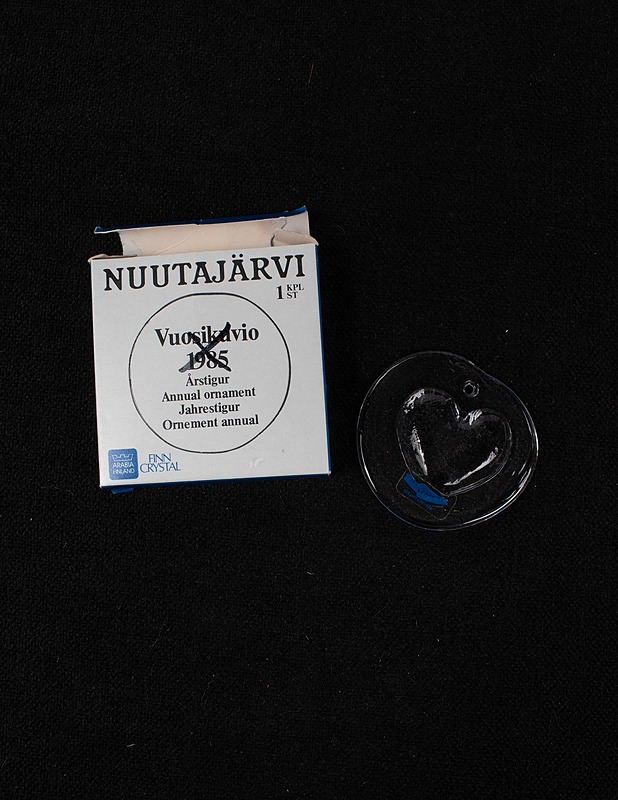 NUUTAJÄRVI
1 KPL
ST
Vuosikuvio
1985
Årstigur
Annual ornament
Jahrestigur
Ornement annual
ARABIA
FINLAND
FINN
CRYSTAL